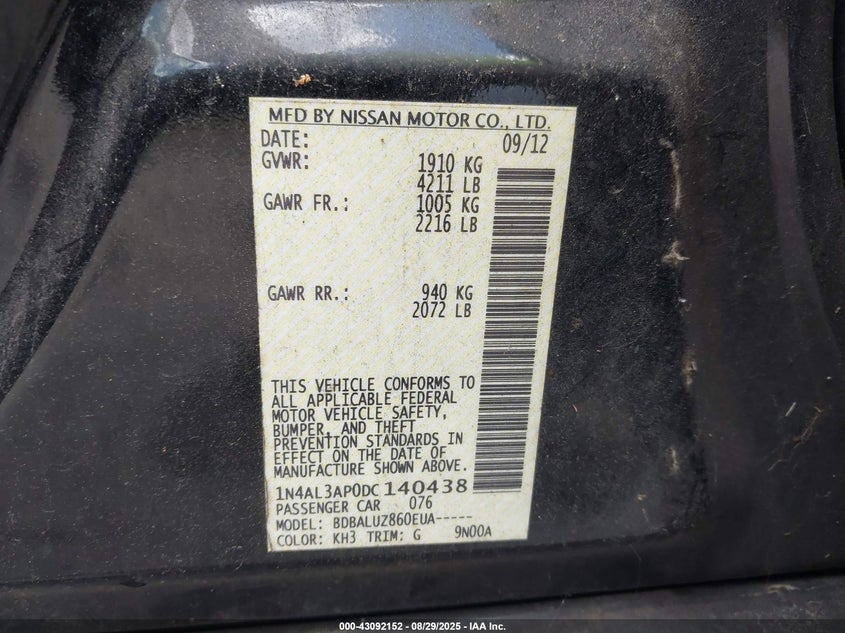 MFD BY NISSAN MOTOR CO., LTD.
DATE: 09/12
GVWR: 1910 KG
4211 LB
GAWR FR.: 1005 KG
2216 LB
GAWR RR.: 940 KG
2072 LB
THIS VEHICLE CONFORMS TO
ALL APPLICABLE FEDERAL
MOTOR VEHICLE SAFETY,
BUMPER, AND THEFT
PREVENTION STANDARDS IN
EFFECT ON THE DATE OF
MANUFACTURE SHOWN ABOVE.
1N4AL3AP0DC140438
PASSENGER CAR 076
MODEL: BDBALUZ860EUA-----
COLOR: KH3 TRIM: G 9N00A
000-43092152 - 08/29/2025 - IAA Inc.